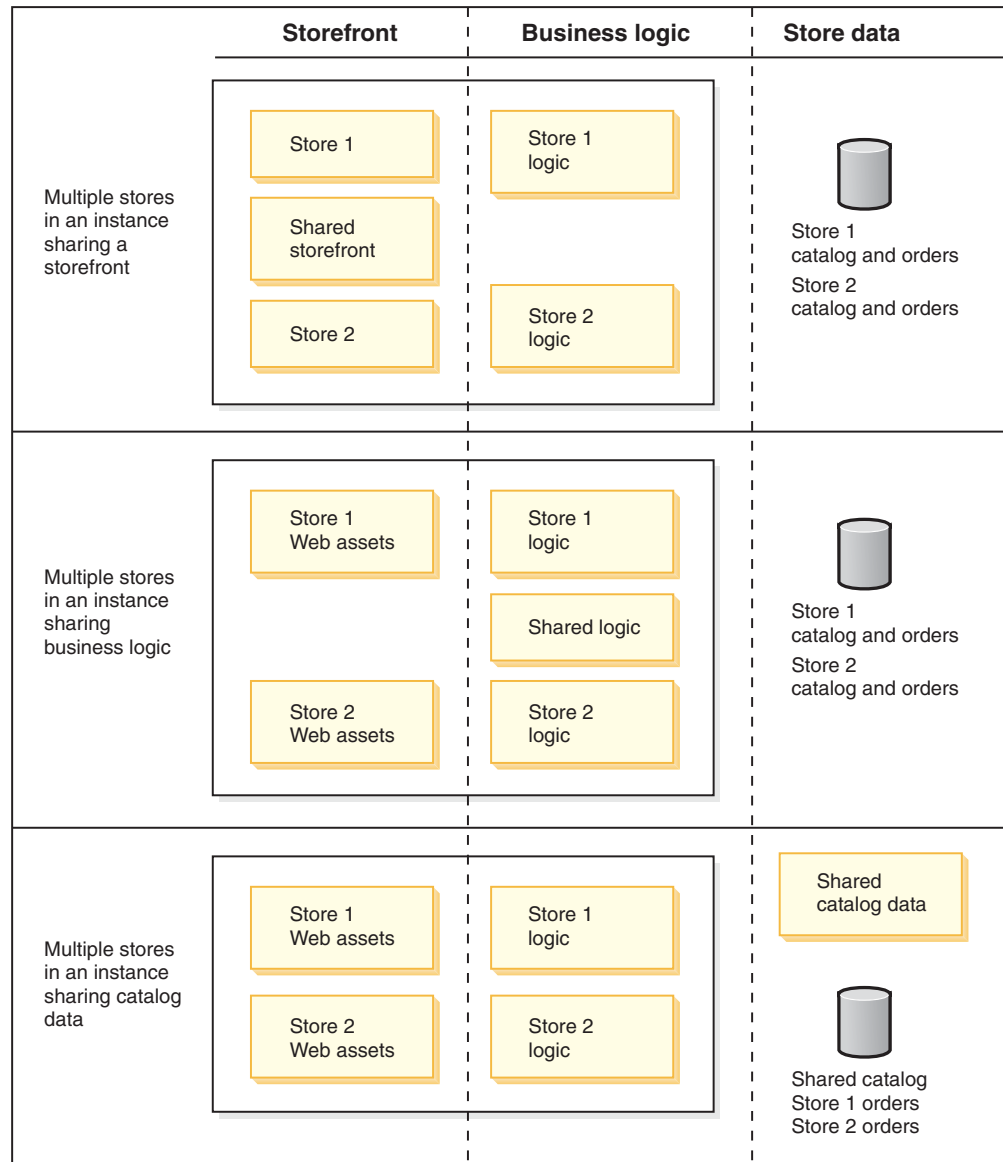 Storefront
Business logic
Store data
Multiple stores
in an instance
sharing a
storefront
Store 1
Shared
storefront
Store 2
Store 1
logic
Store 2
logic
Store 1
catalog and orders
Store 2
catalog and orders
Multiple stores
in an instance
sharing
business logic
Store 1
Web assets
Store 2
Web assets
Store 1
logic
Shared logic
Store 2
logic
Store 1
catalog and orders
Store 2
catalog and orders
Multiple stores
in an instance
sharing catalog
data
Store 1
Web assets
Store 2
Web assets
Store 1
logic
Store 2
logic
Shared
catalog data
Shared catalog
Store 1 orders
Store 2 orders